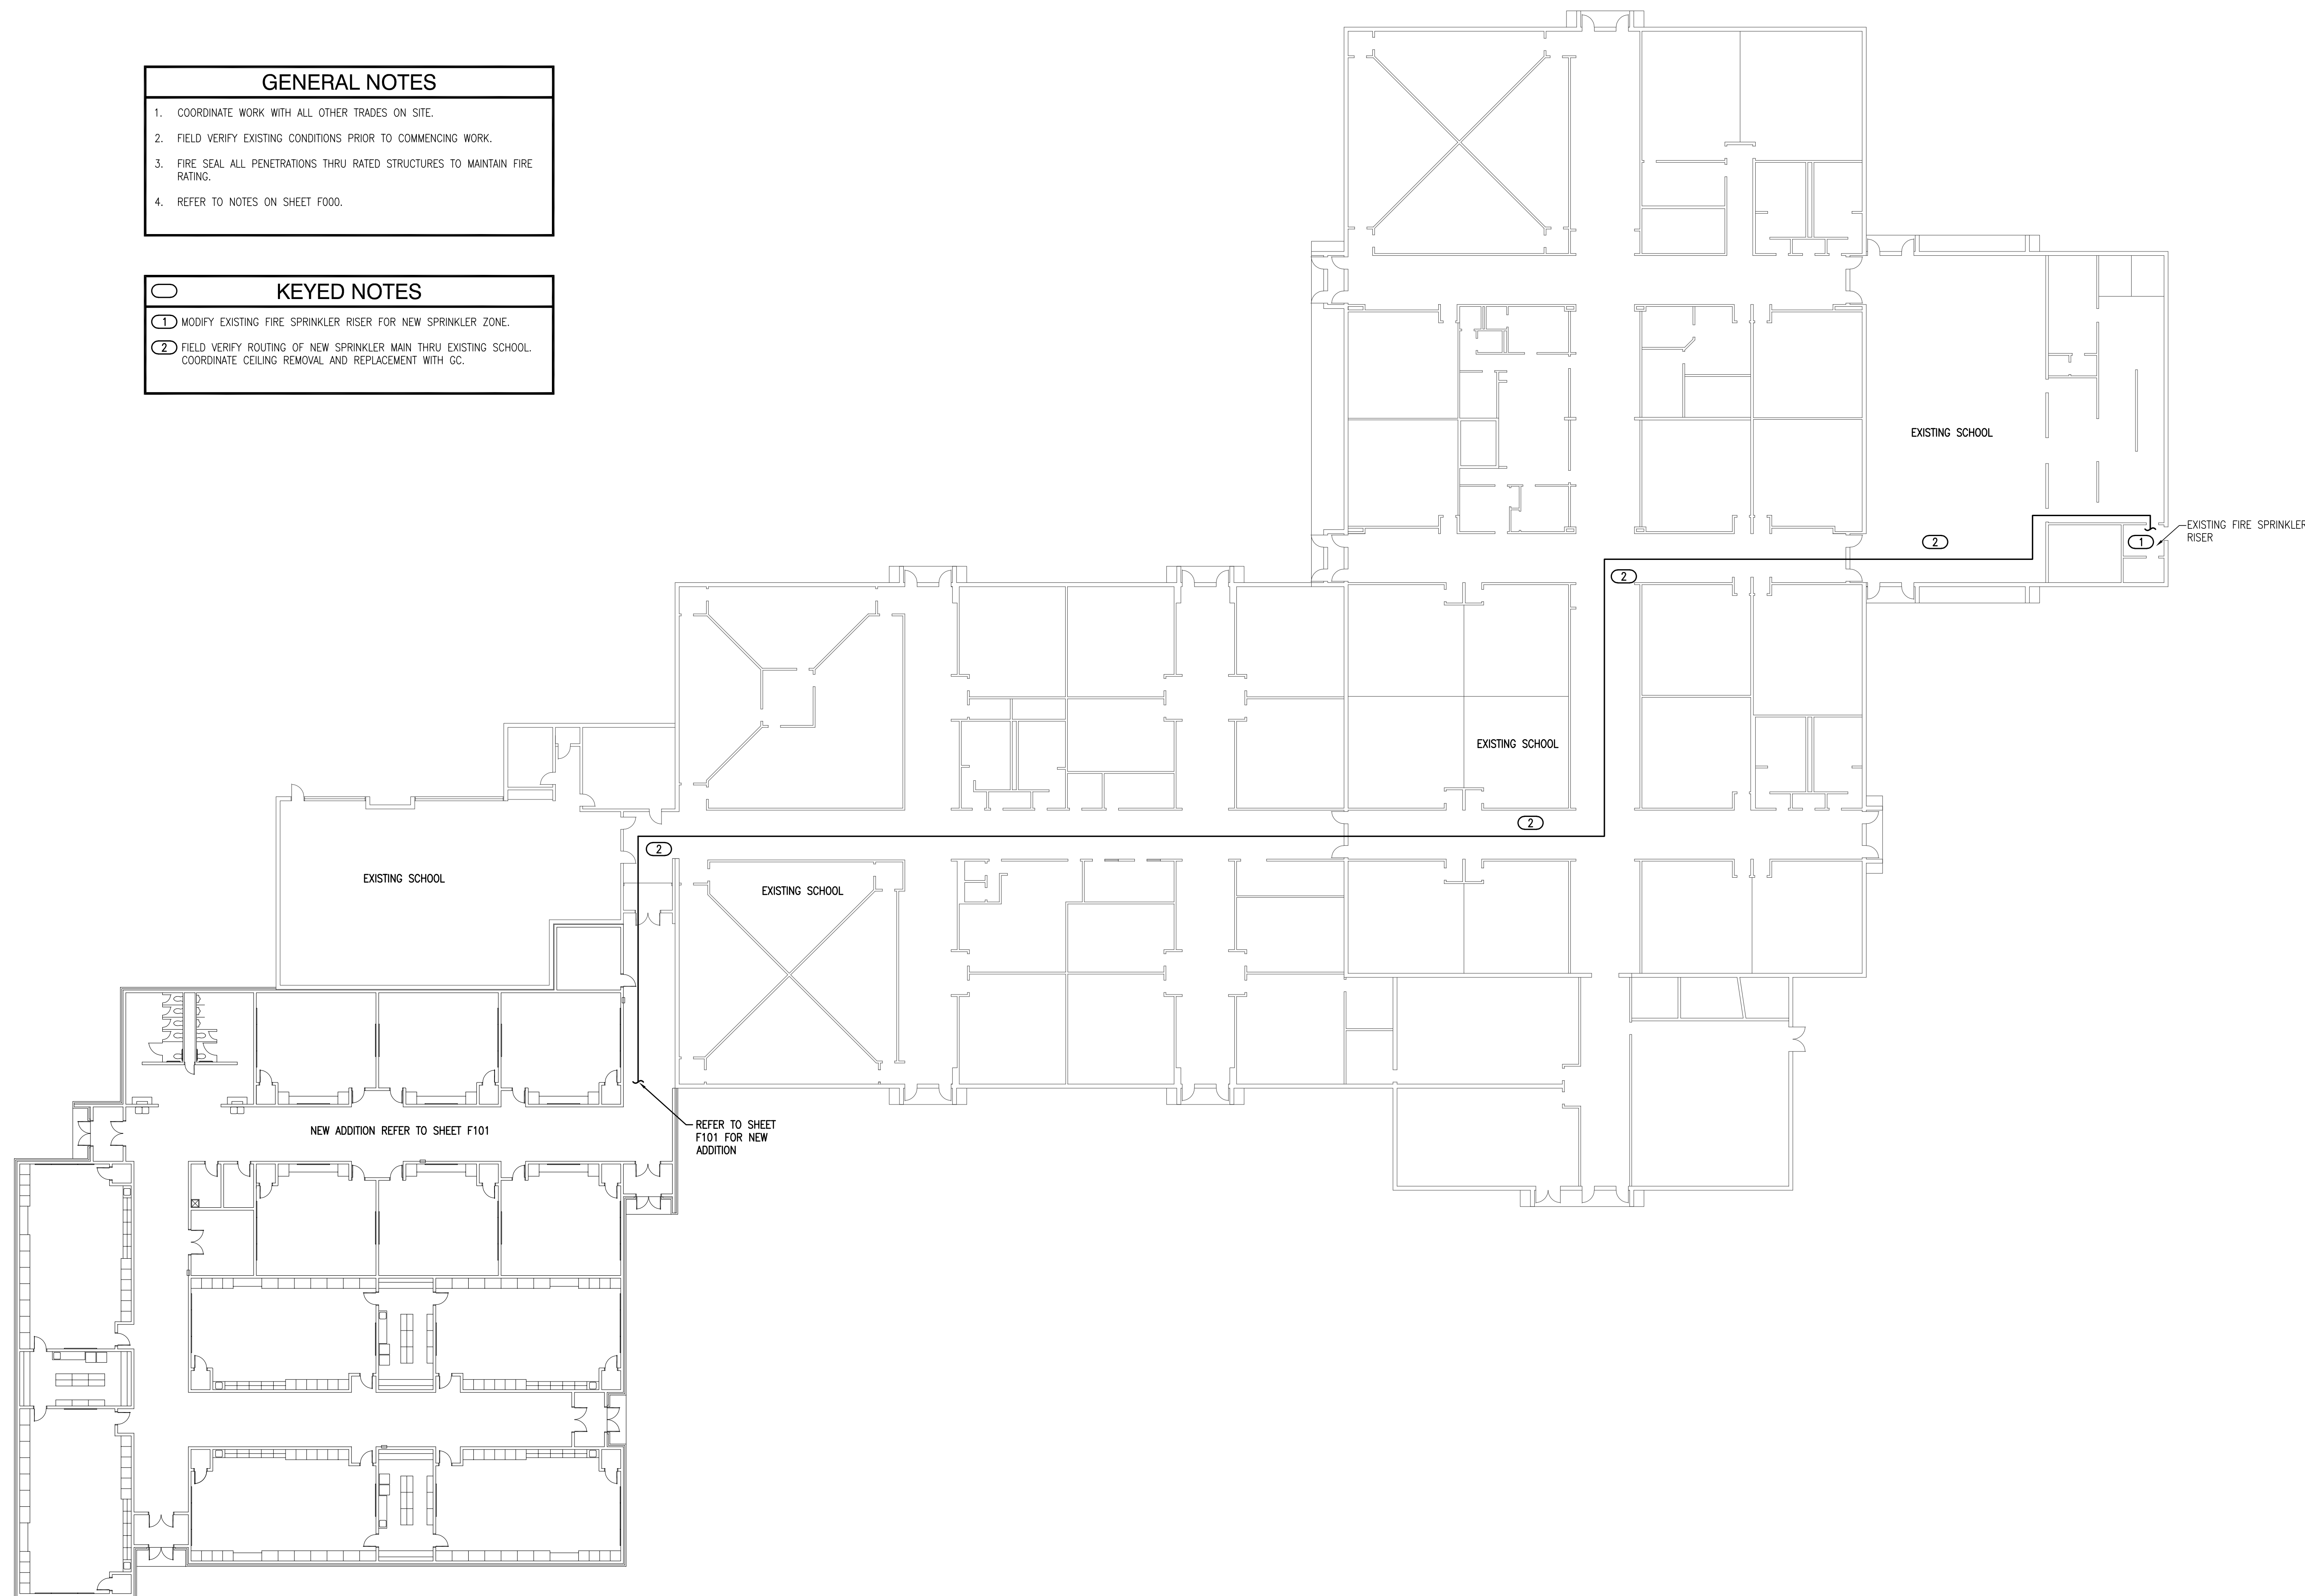 GENERAL NOTES
1. COORDINATE WORK WITH ALL OTHER TRADES ON SITE.
2. FIELD VERIFY EXISTING CONDITIONS PRIOR TO COMMENCING WORK.
3. FIRE SEAL ALL PENETRATIONS THRU RATED STRUCTURES TO MAINTAIN FIRE
RATING.
4. REFER TO NOTES ON SHEET F000.
KEYED NOTES
1 MODIFY EXISTING FIRE SPRINKLER RISER FOR NEW SPRINKLER ZONE.
2 FIELD VERIFY ROUTING OF NEW SPRINKLER MAIN THRU EXISTING SCHOOL.
COORDINATE CEILING REMOVAL AND REPLACEMENT WITH GC.
EXISTING SCHOOL
EXISTING FIRE SPRINKLER
RISER
1
2
2
EXISTING SCHOOL
2
2
EXISTING SCHOOL
EXISTING SCHOOL
REFER TO SHEET
F101 FOR NEW
ADDITION
NEW ADDITION REFER TO SHEET F101